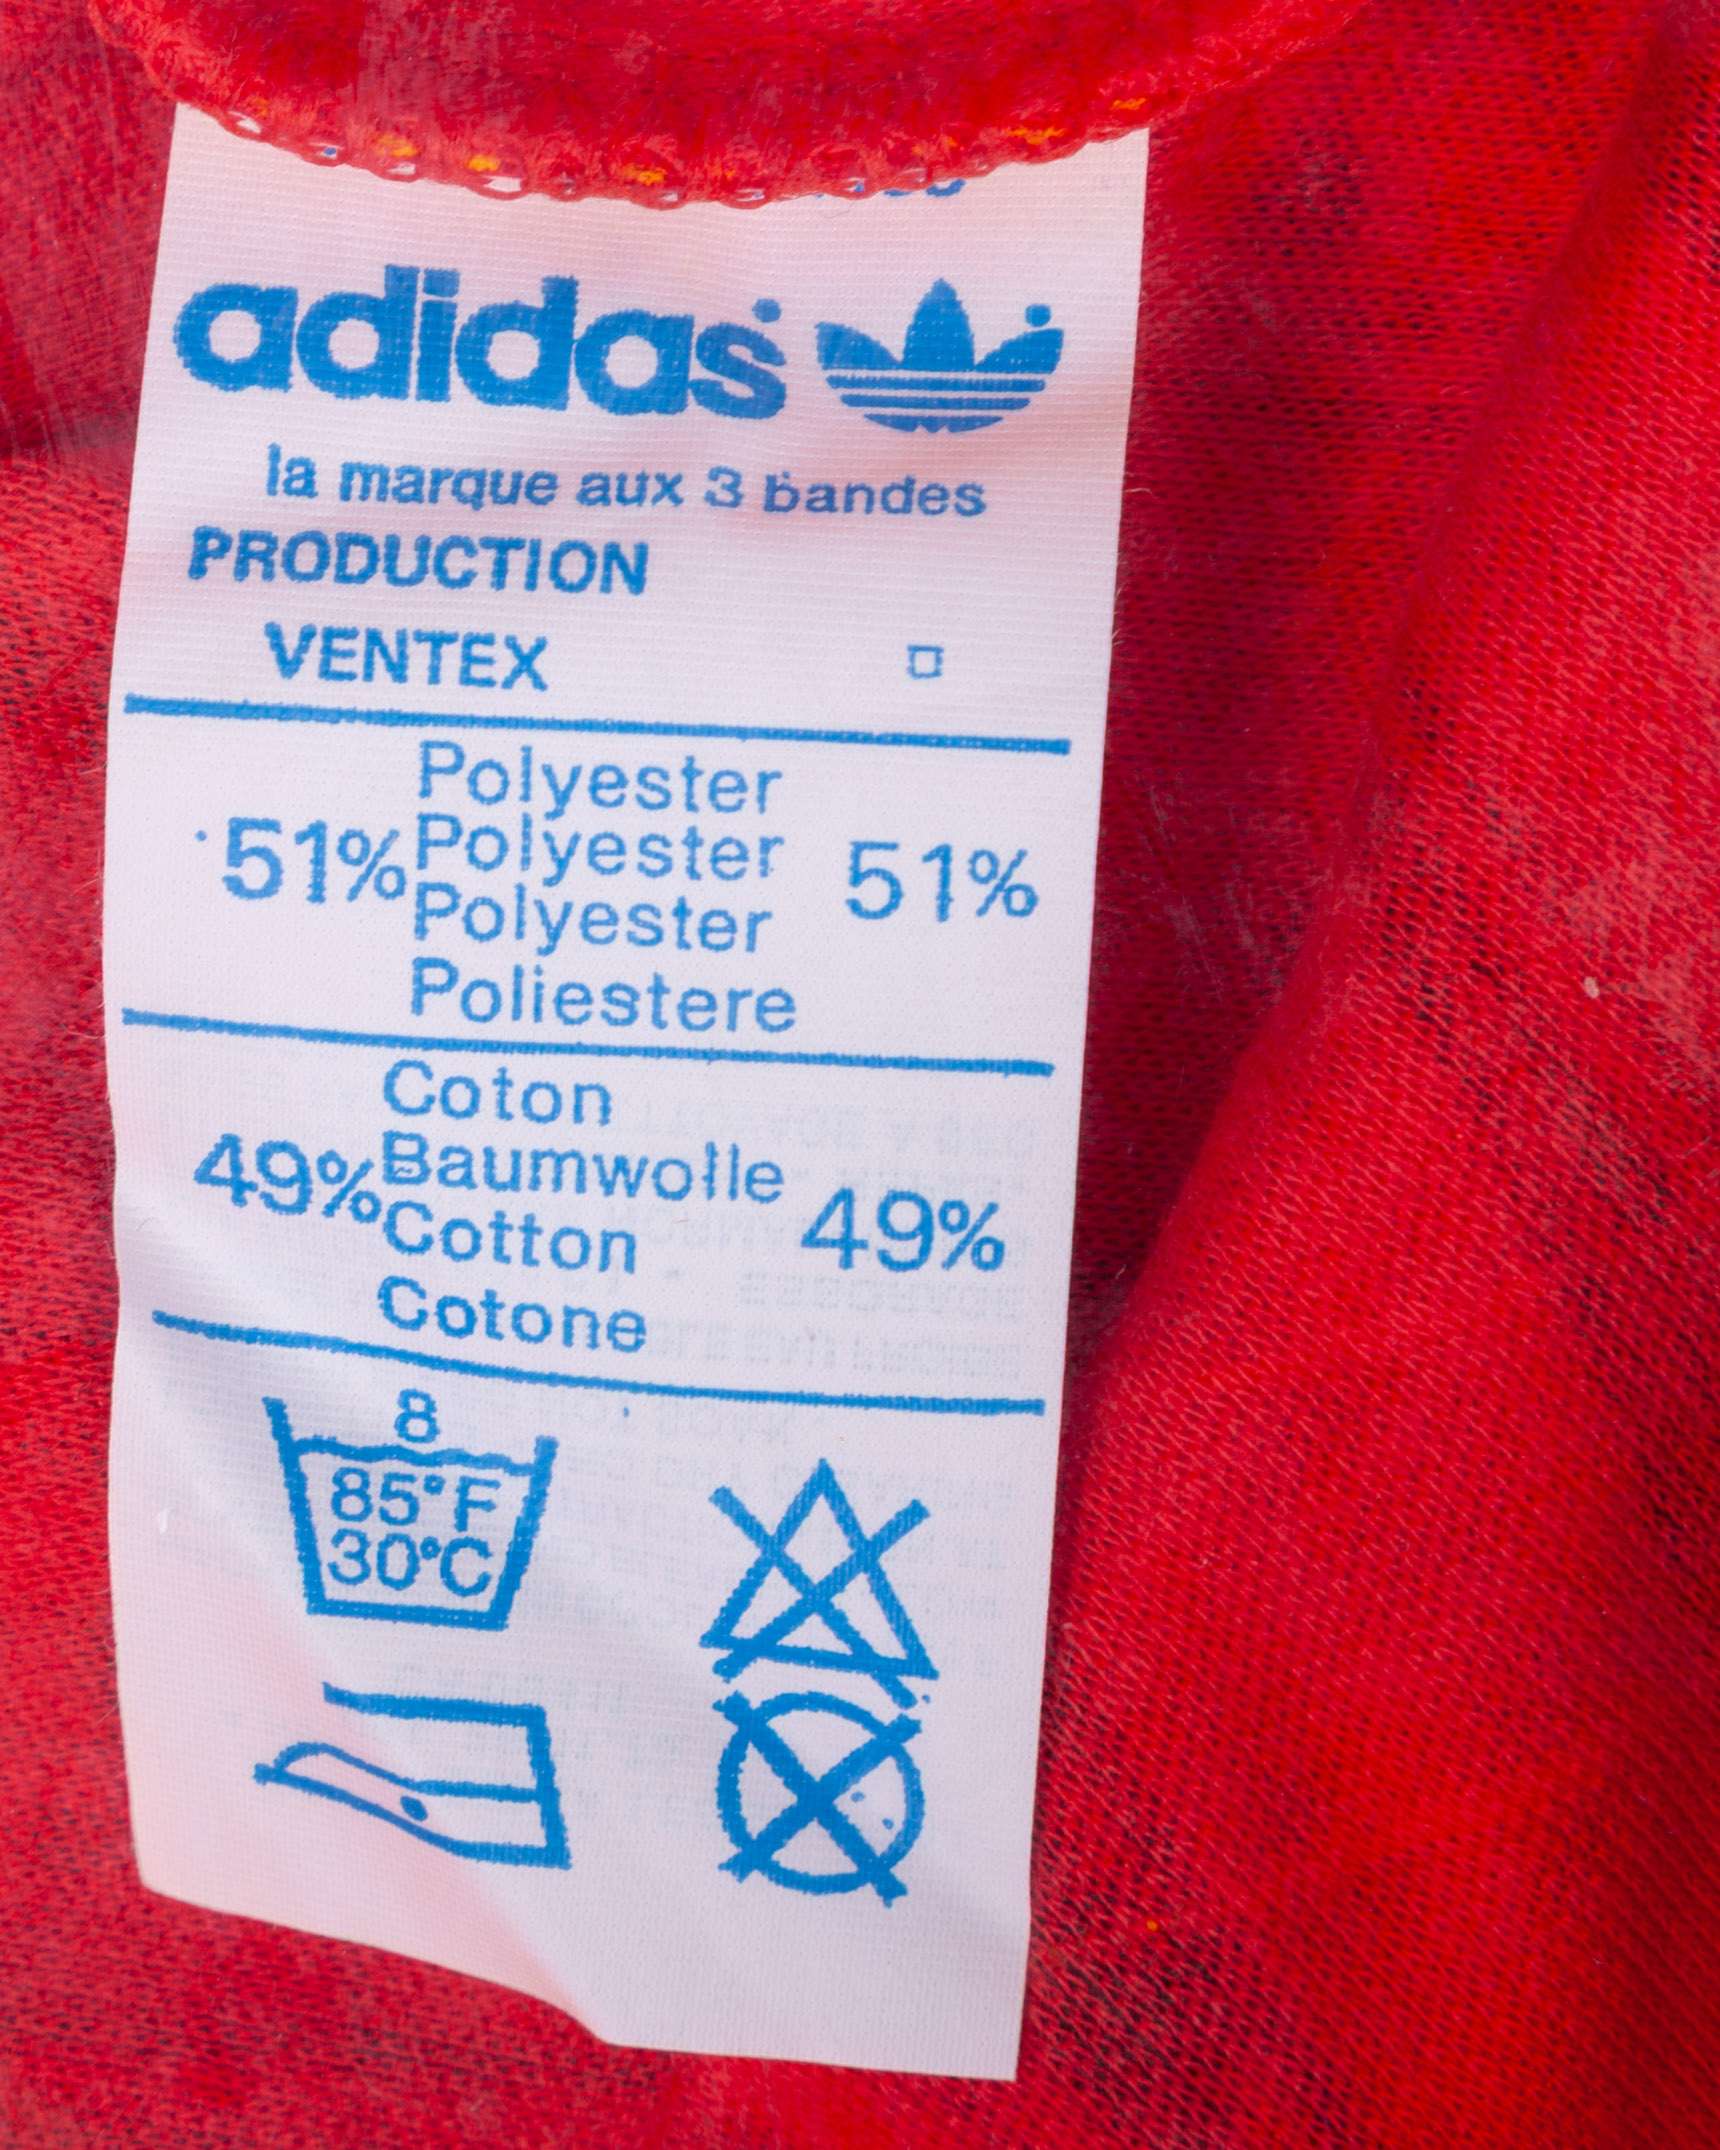 adidas
la marque aux 3 bandes
PRODUCTION
VENTEX
Polyester
51% Polyester 51%
Polyester
Poliestere
Coton
49% Baumwolle 49%
Cotton
Cotone
8
85°F
30°C